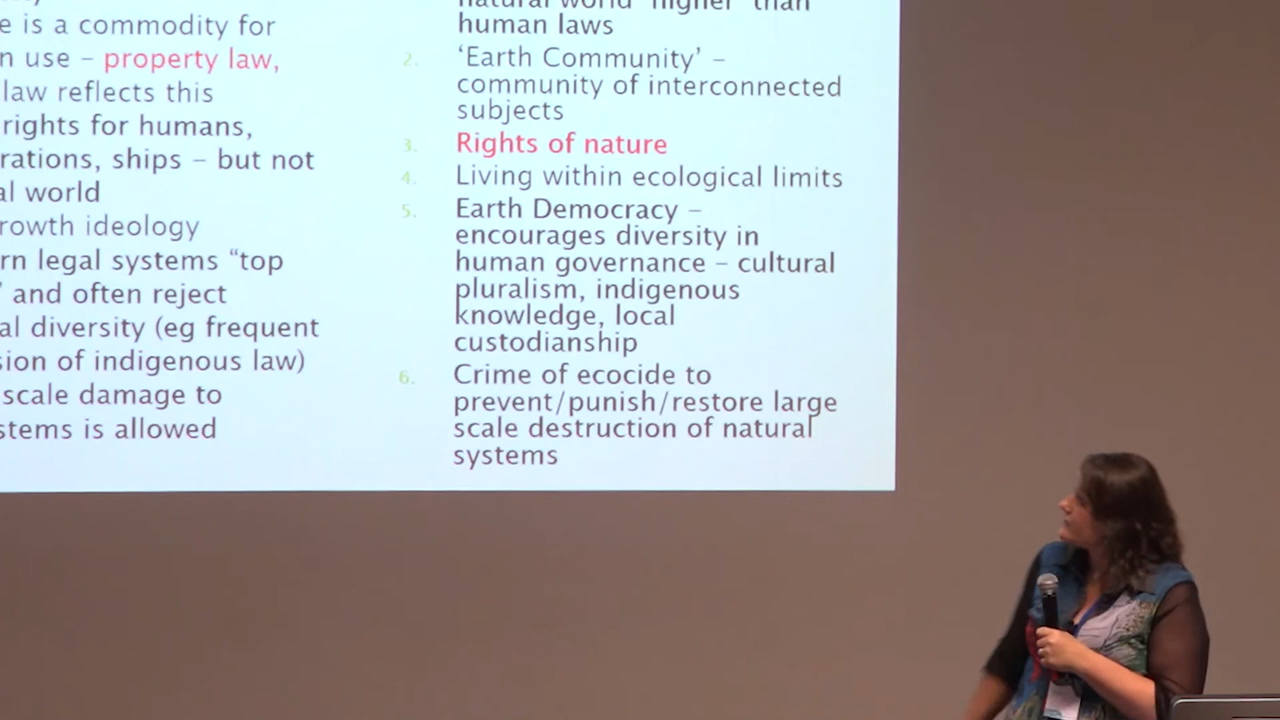 e is a commodity for
n use – property law,
law reflects this
rights for humans,
rations, ships – but not
al world
rowth ideology
rn legal systems “top
’ and often reject
al diversity (eg frequent
sion of indigenous law)
scale damage to
stems is allowed
natural world ‘higher’ than
human laws
2. ‘Earth Community’ –
community of interconnected
subjects
3. Rights of nature
4. Living within ecological limits
5. Earth Democracy –
encourages diversity in
human governance – cultural
pluralism, indigenous
knowledge, local
custodianship
6. Crime of ecocide to
prevent/punish/restore large
scale destruction of natural
systems